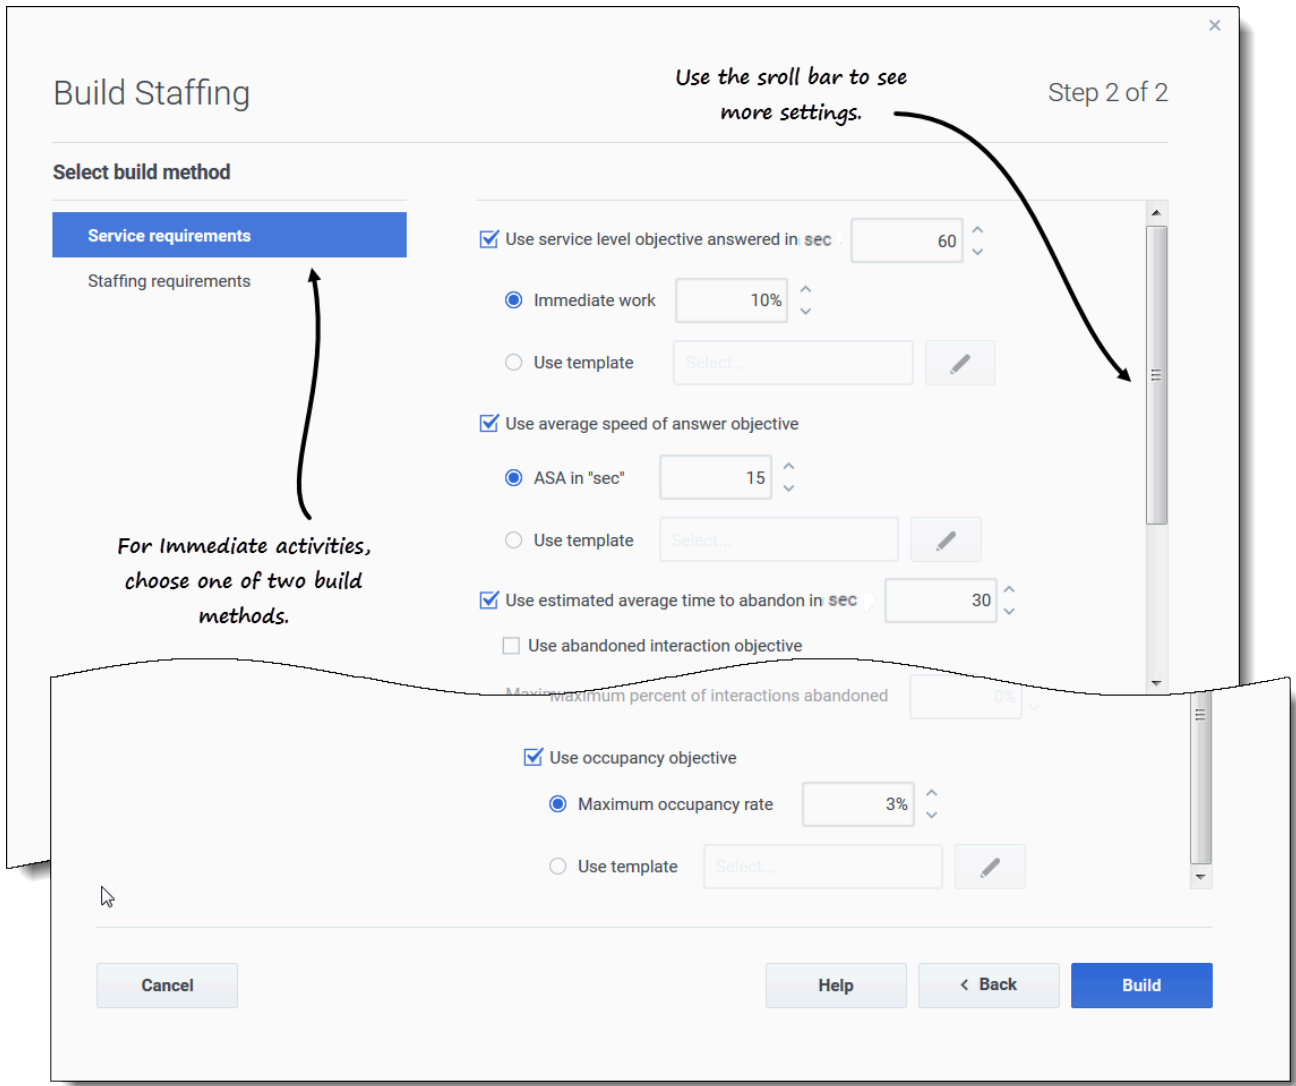 ×
Use the sroll bar to see
more settings.
Build Staffing
Step 2 of 2
Select build method
Service requirements
Staffing requirements
Use service level objective answered in sec 60
Immediate work 10%
Use template Select...
Use average speed of answer objective
ASA in "sec" 15
Use template Select...
For Immediate activities,
choose one of two build
methods.
Use estimated average time to abandon in sec 30
Use abandoned interaction objective
Maximum percent of interactions abandoned 0%
Use occupancy objective
Maximum occupancy rate 3%
Use template Select...
Cancel
Help
< Back
Build